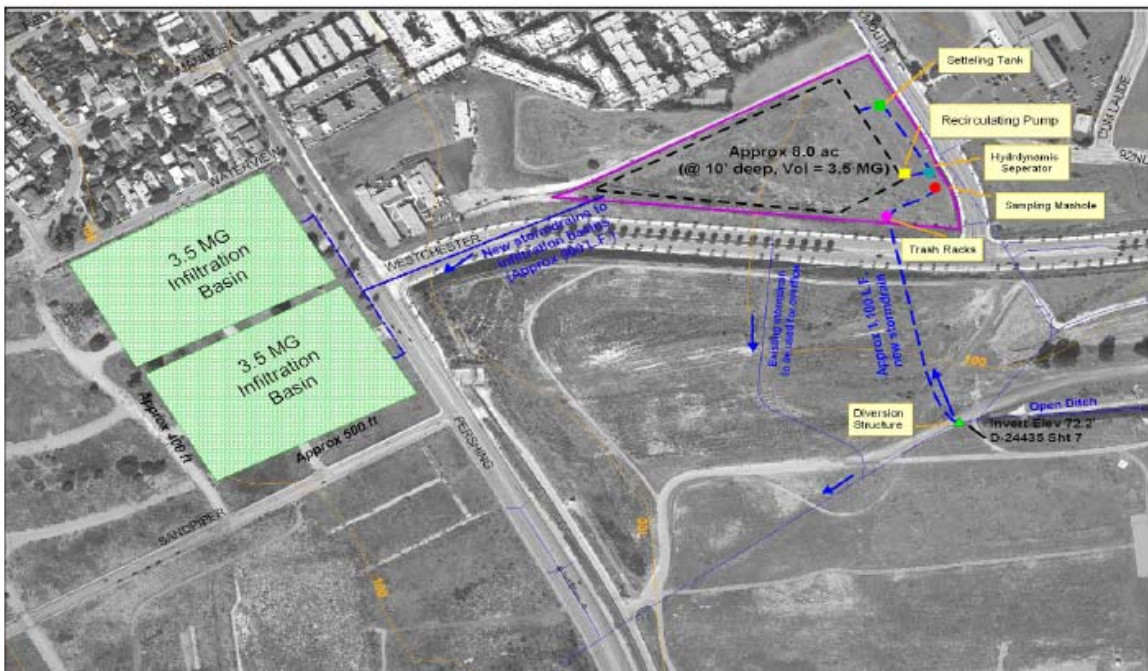 Setteling Tank
Recirculating Pump
Hydrdynamic
Seperator
Sampling Manhole
Trash Racks
CUM LAUDE
Approx 8.0 ac
(@ 10' deep, Vol = 3.5 MG)
WATERVIEW
3.5 MG
Infiltration
Basin
3.5 MG
Infiltration
Basin
WESTCHESTER
New stormdrains to
Infiltration Basins
Existing stormdrain
to be used for overflow
Approx 1,100 L.F.
new stormdrain
100
Diversion
Structure
Open Ditch
Invert Elev 72.2'
D-24435 Sht 7
Approx 400 ft
Approx 500 ft
PERSHING
SANDPIPER
100